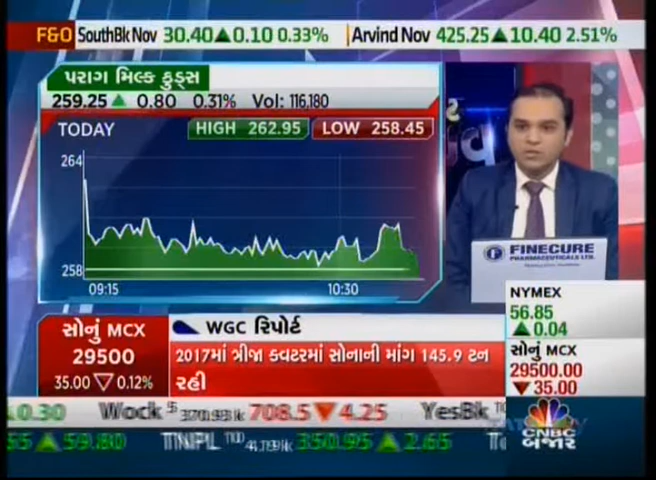 F&O SouthBk Nov 30.40 ▲ 0.10 0.33% Arvind Nov 425.25 ▲ 10.40 2.51%
પરાગ મિલ્ક ફુડ્સ
259.25 ▲ 0.80 0.31% Vol: 116,180
TODAY HIGH 262.95 LOW 258.45
264
258
09:15 10:30
FINECURE
PHARMACEUTICALS LTD.
NYMEX
56.85
▲ 0.04
સોનું MCX
29500.00
▼ 35.00
સોનું MCX
29500
35.00 ▽ 0.12%
WGC રિપોર્ટ
2017માં ત્રીજા ક્વાટરમાં સોનાની માંગ 145.9 ટન
રહી
0.30 Wock 708.5 ▼ 4.25 YesBk
55 ▲ 59.80 TNPL 350.95 ▲ 2.65
CNBC
બજાર